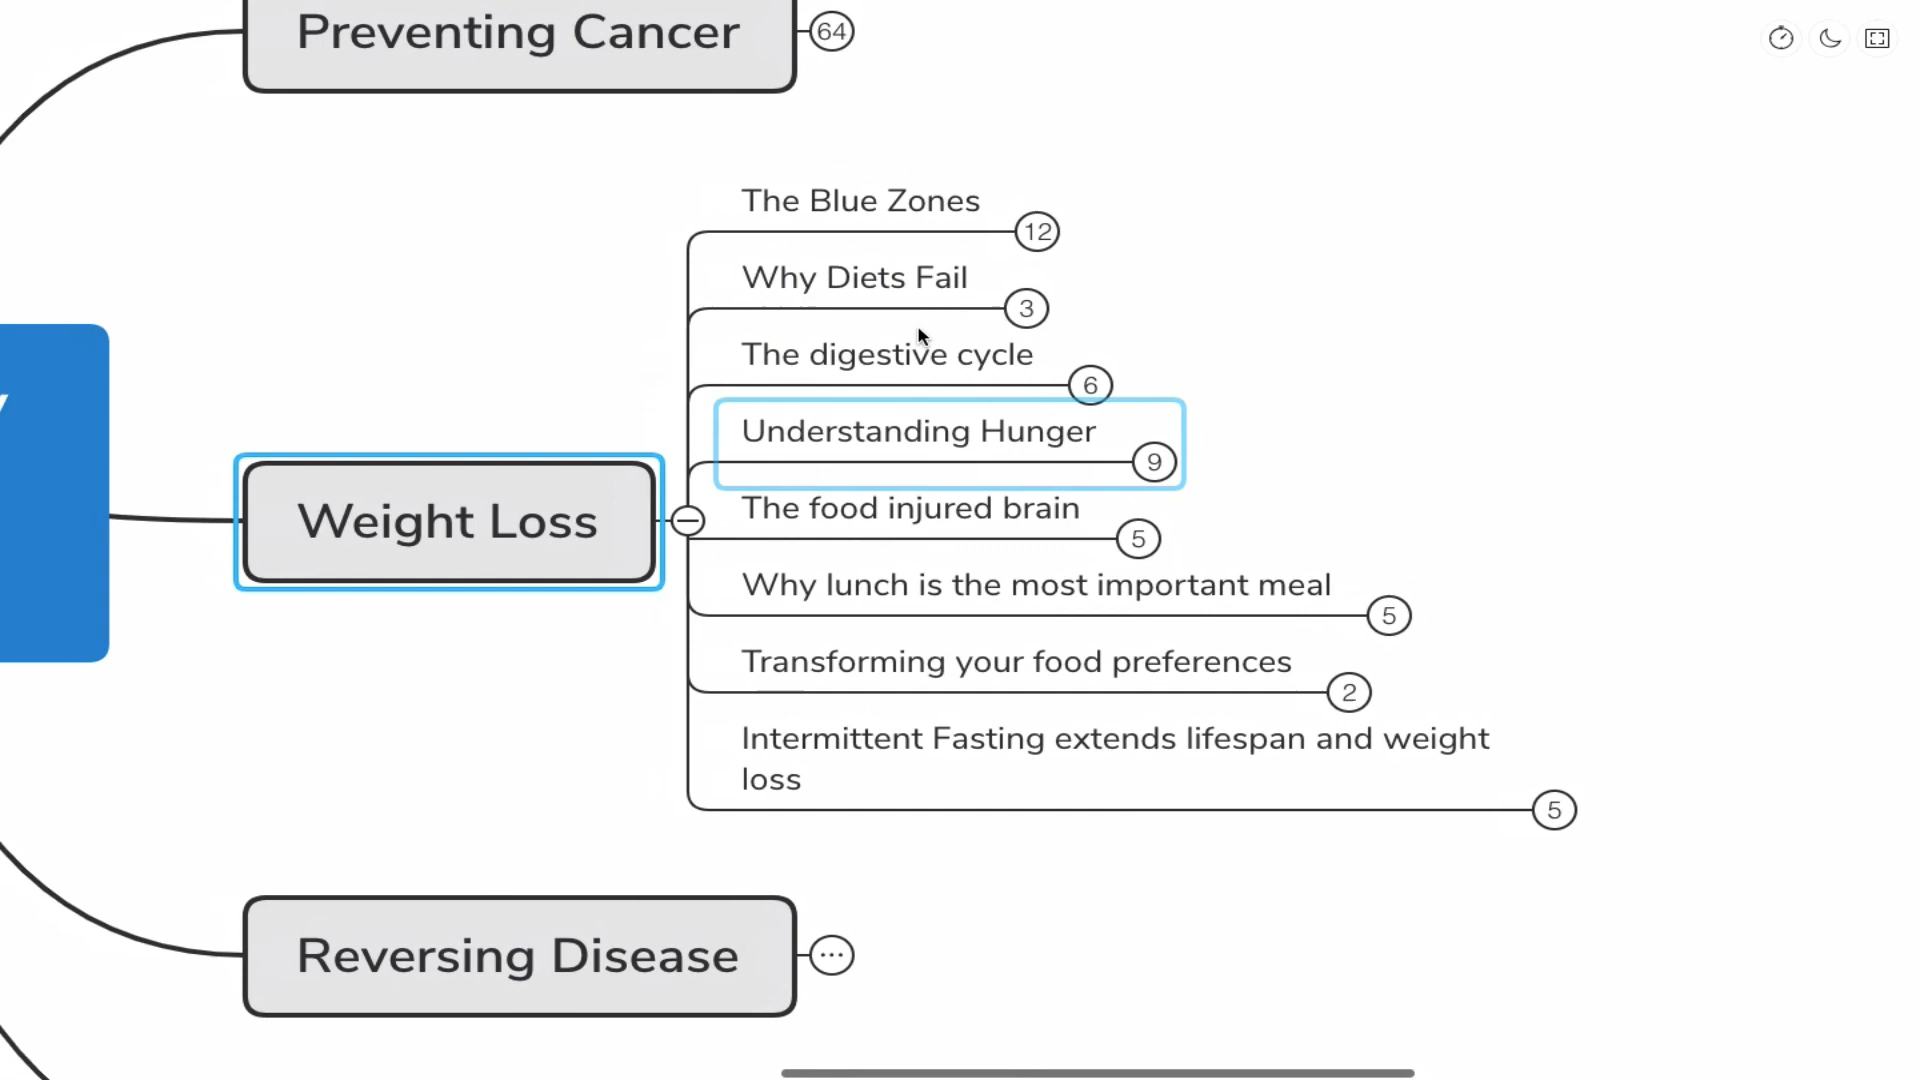 Preventing Cancer
64
The Blue Zones
12
Why Diets Fail
3
The digestive cycle
6
Understanding Hunger
9
Weight Loss
The food injured brain
5
Why lunch is the most important meal
5
Transforming your food preferences
2
Intermittent Fasting extends lifespan and weight
loss
5
Reversing Disease
...